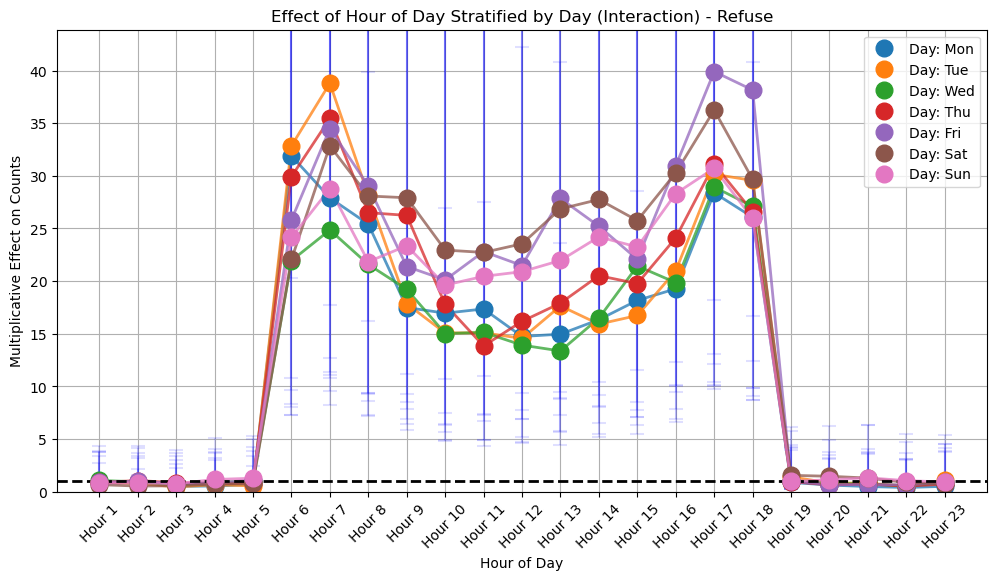 Effect of Hour of Day Stratified by Day (Interaction) - Refuse
Multiplicative Effect on Counts
40
35
30
25
20
15
10
5
0
Day: Mon
Day: Tue
Day: Wed
Day: Thu
Day: Fri
Day: Sat
Day: Sun
Hour 1
Hour 2
Hour 3
Hour 4
Hour 5
Hour 6
Hour 7
Hour 8
Hour 9
Hour 10
Hour 11
Hour 12
Hour 13
Hour 14
Hour 15
Hour 16
Hour 17
Hour 18
Hour 19
Hour 20
Hour 21
Hour 22
Hour 23
Hour of Day